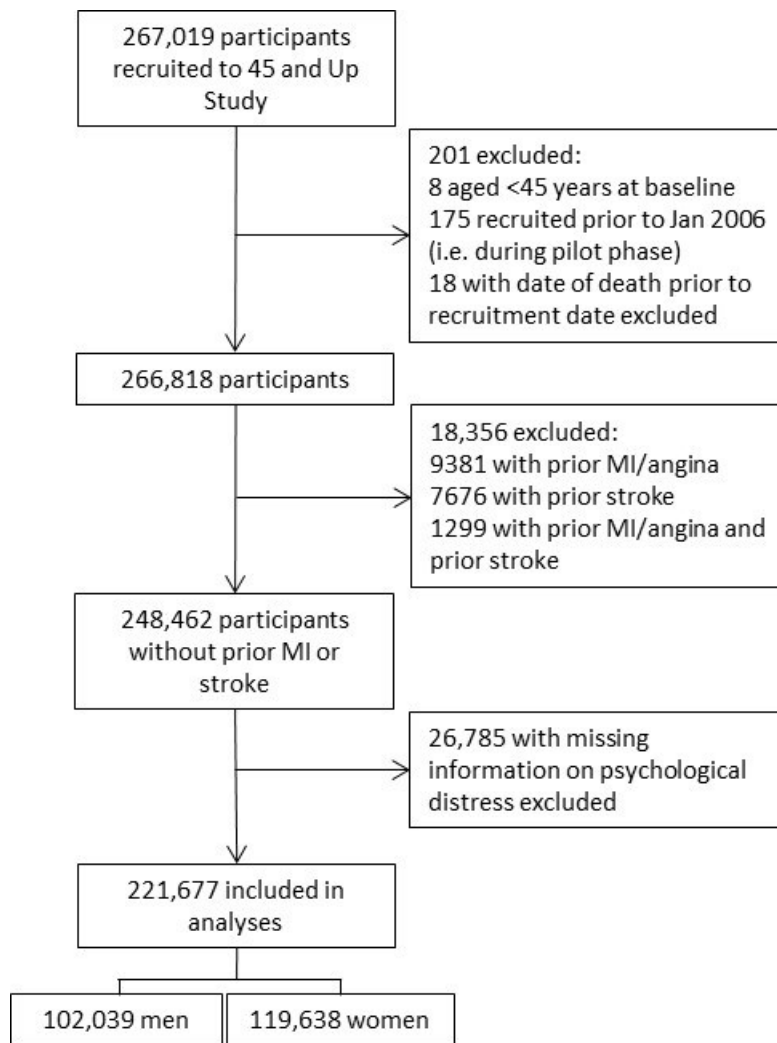 267,019 participants
recruited to 45 and Up
Study
201 excluded:
8 aged <45 years at baseline
175 recruited prior to Jan 2006
(i.e. during pilot phase)
18 with date of death prior to
recruitment date excluded
266,818 participants
18,356 excluded:
9381 with prior MI/angina
7676 with prior stroke
1299 with prior MI/angina and
prior stroke
248,462 participants
without prior MI or
stroke
26,785 with missing
information on psychological
distress excluded
221,677 included in
analyses
102,039 men
119,638 women